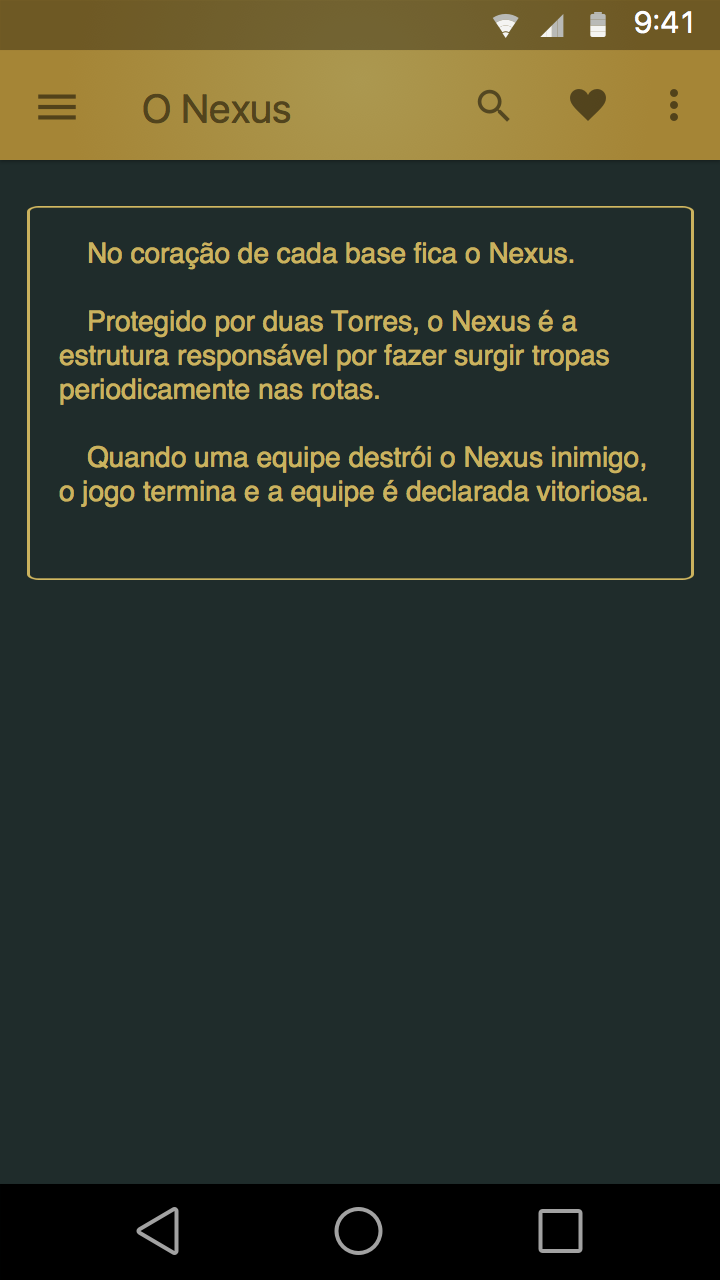 9:41
O Nexus
No coração de cada base fica o Nexus.
Protegido por duas Torres, o Nexus é a
estrutura responsável por fazer surgir tropas
periodicamente nas rotas.
Quando uma equipe destrói o Nexus inimigo,
o jogo termina e a equipe é declarada vitoriosa.